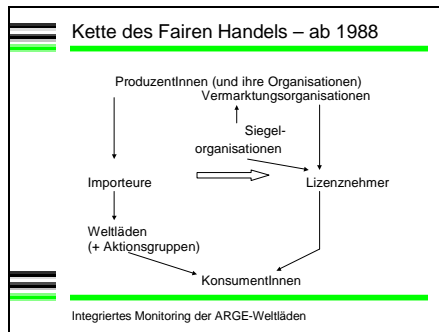 Kette des Fairen Handels – ab 1988
ProduzentInnen (und ihre Organisationen)
Vermarktungsorganisationen
Siegel-
organisationen
Importeure
Lizenznehmer
Weltläden
(+ Aktionsgruppen)
KonsumentInnen
Integriertes Monitoring der ARGE-Weltläden